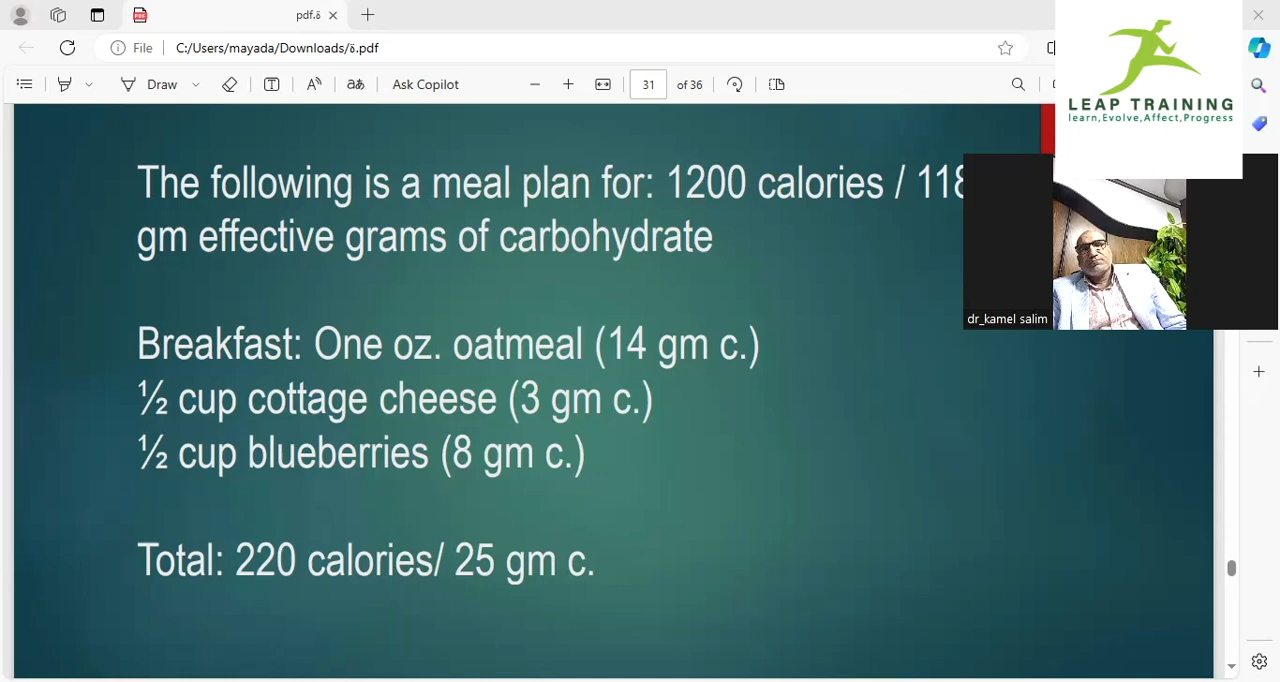 pdf.ة
File
C:/Users/mayada/Downloads/ة.pdf
Draw
Ask Copilot
31 of 36
LEAP TRAINING
learn,Evolve,Affect,Progress
dr_kamel salim
The following is a meal plan for: 1200 calories / 118
gm effective grams of carbohydrate
Breakfast: One oz. oatmeal (14 gm c.)
½ cup cottage cheese (3 gm c.)
½ cup blueberries (8 gm c.)
Total: 220 calories/ 25 gm c.